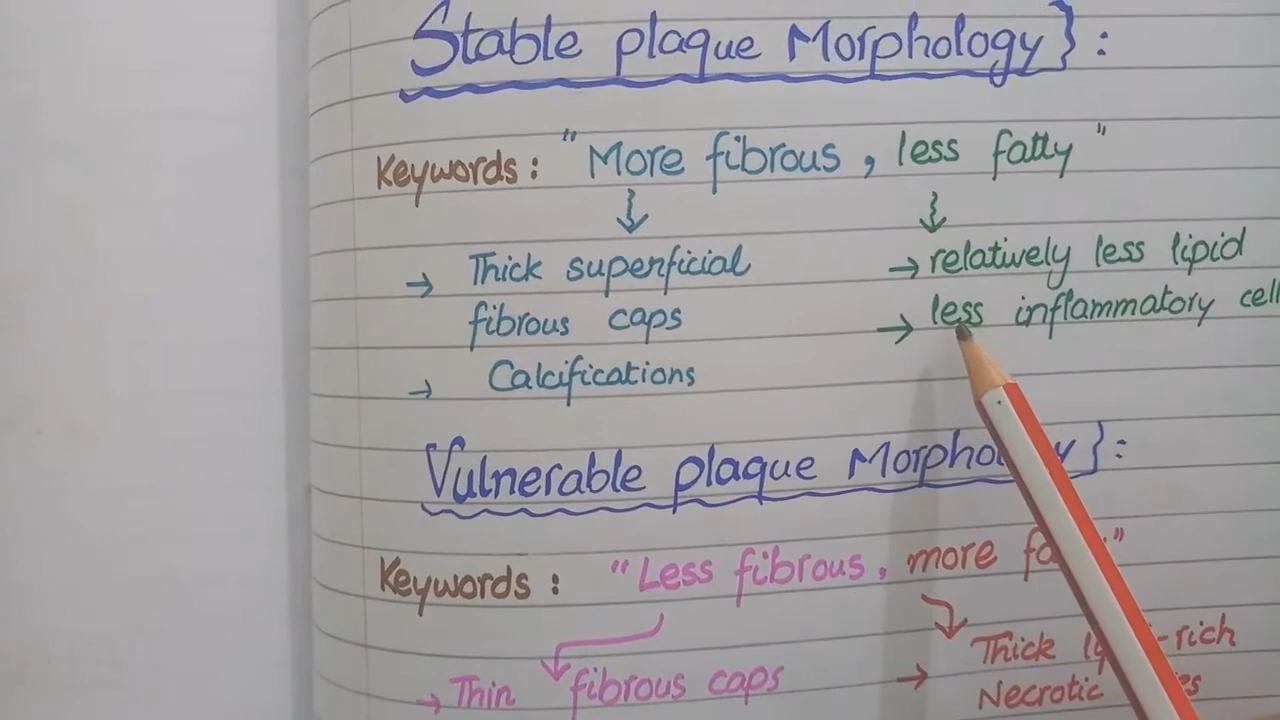 Stable plaque Morphology } :
Keywords : " More fibrous , less fatty "
→ Thick superficial
fibrous caps
→ Calcifications
→ relatively less lipid
→ less inflammatory cell
Vulnerable plaque } :
Keywords : " Less fibrous , more "
→ Thin fibrous caps
→ Thick -rich
Necrotic